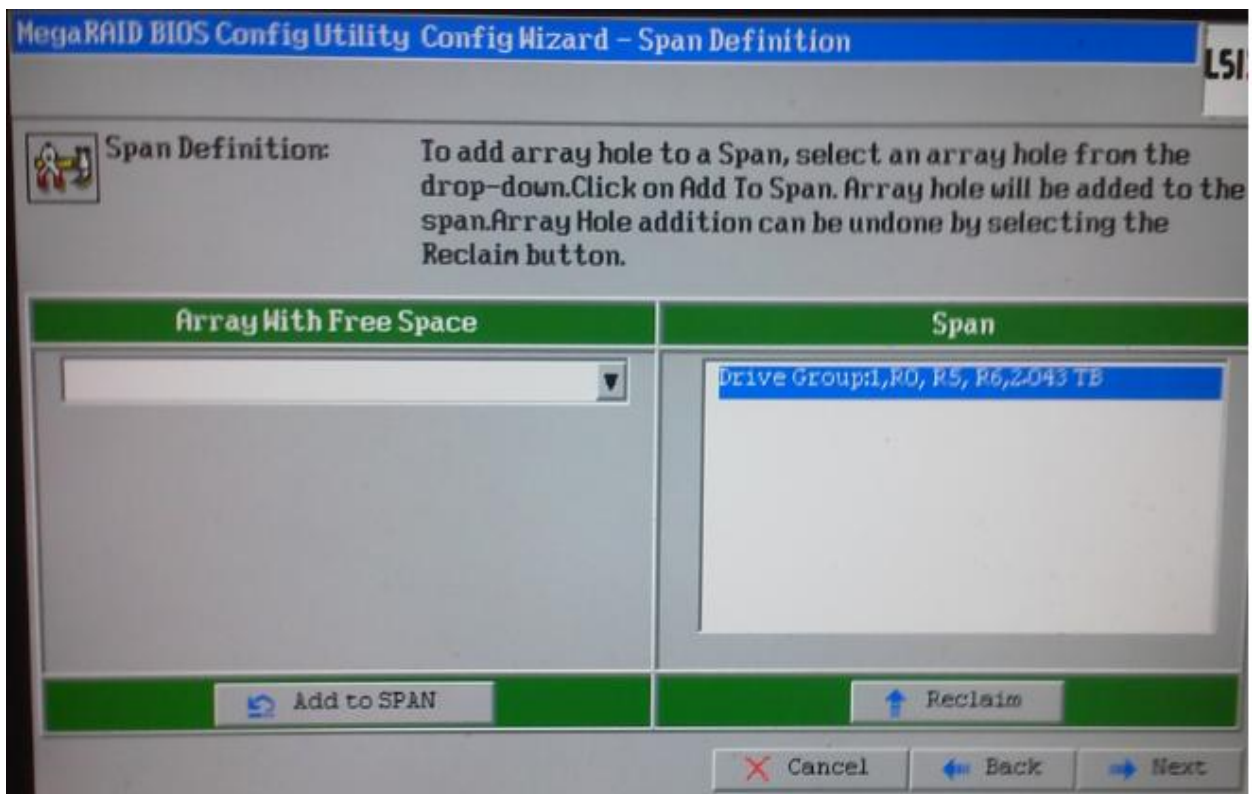 MegaRAID BIOS Config Utility Config Wizard – Span Definition
LSI
Span Definition:
To add array hole to a Span, select an array hole from the
drop-down.Click on Add To Span. Array hole will be added to the
span.Array Hole addition can be undone by selecting the
Reclaim button.
Array With Free Space
Span
Drive Group:1,R0, R5, R6,2.043 TB
Add to SPAN
Reclaim
Cancel
Back
Next